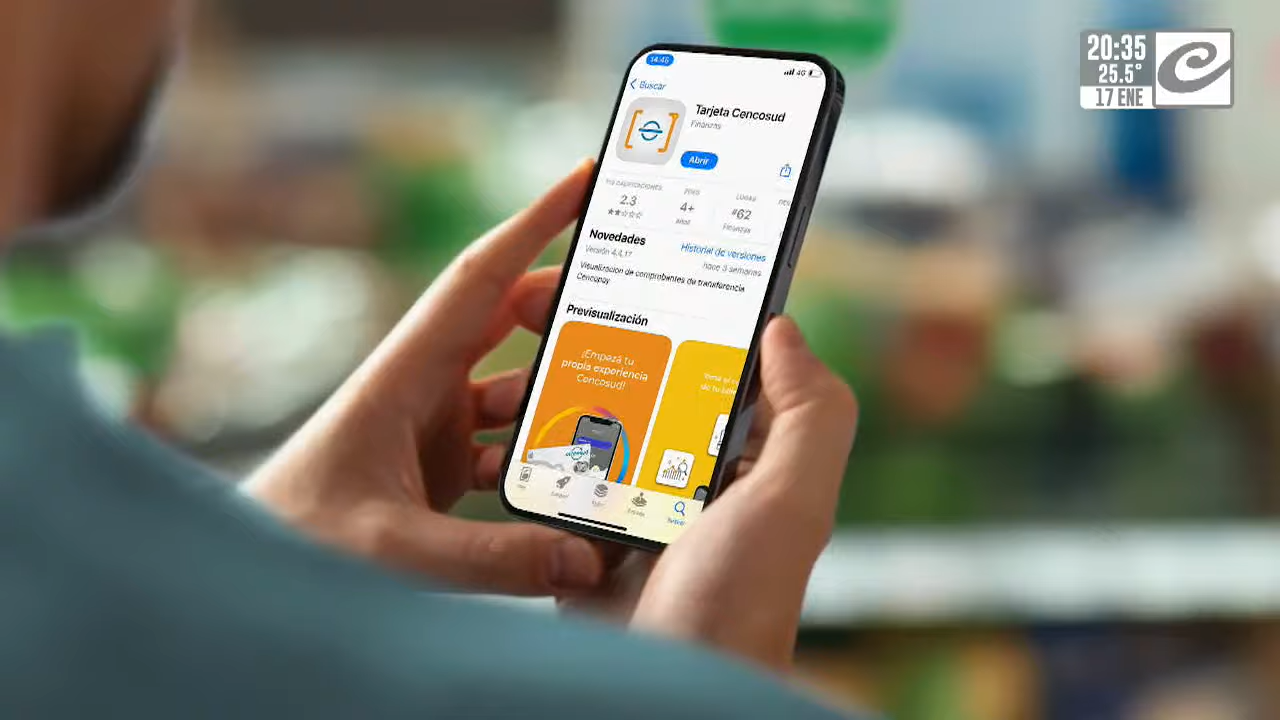 20:35
25.5°
17 ENE
14:46
4G
Buscar
Tarjeta Cencosud
Finanzas
Abrir
CALIFICACIONES
2.3
4+
#62
Finanzas
Novedades
Historial de versiones
Versión 4.4.17
hace 3 semanas
Visualización de comprobantes de transferencia
Cencopay
Previsualización
¡Empezá tu
propia experiencia
Cencosud!